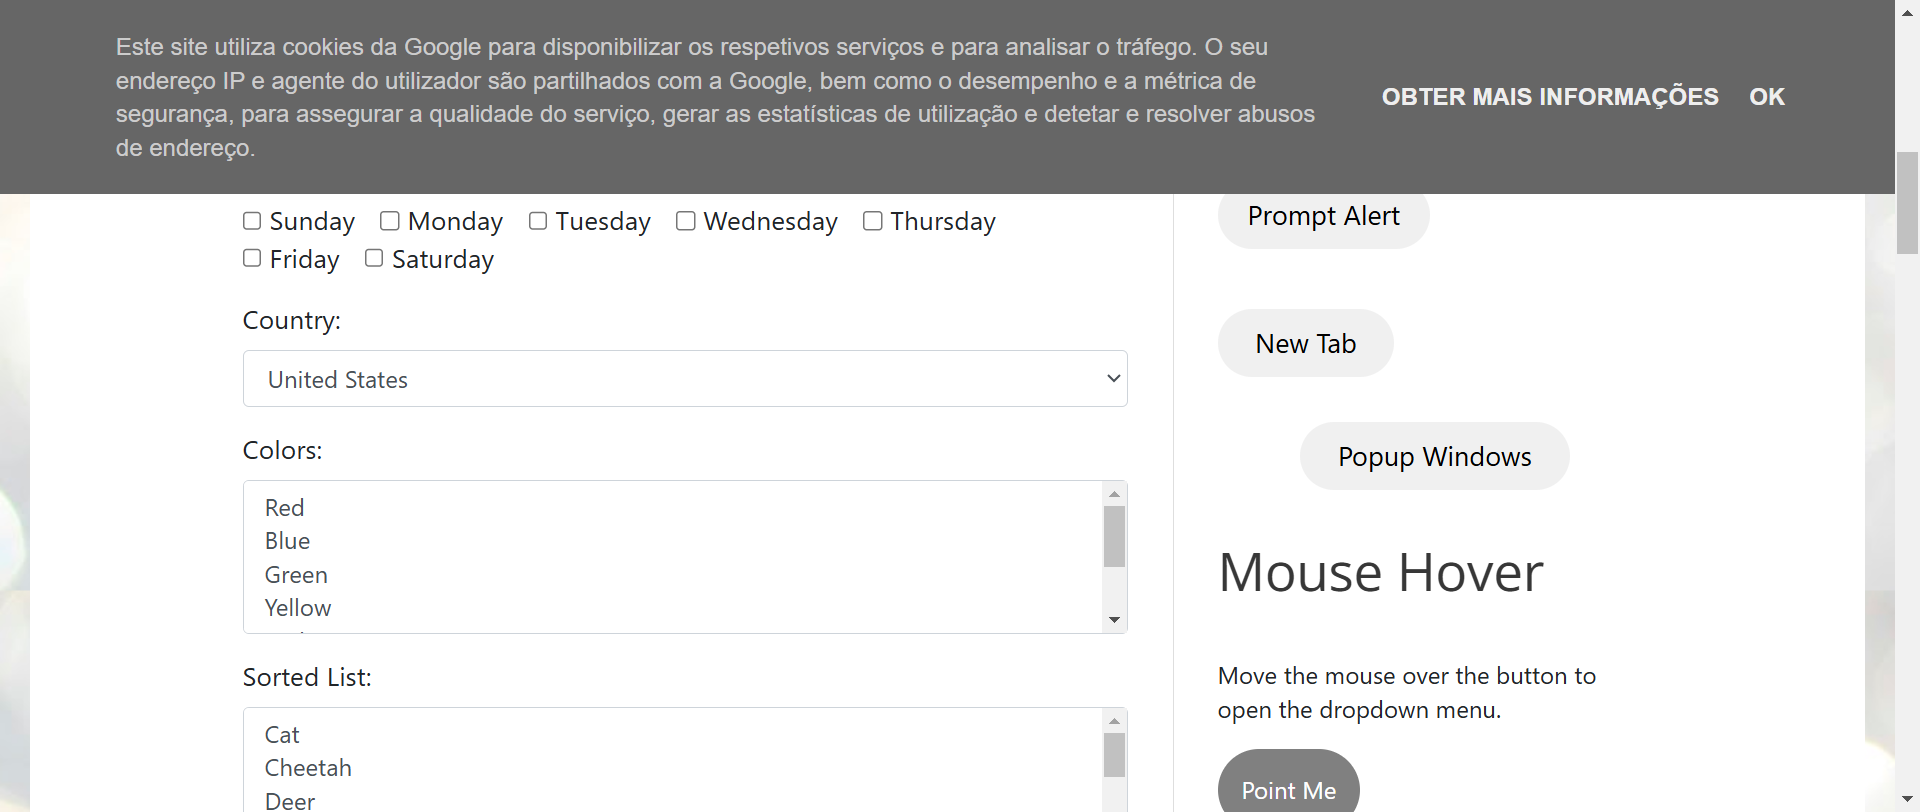 Este site utiliza cookies da Google para disponibilizar os respetivos serviços e para analisar o tráfego. O seu
endereço IP e agente do utilizador são partilhados com a Google, bem como o desempenho e a métrica de
segurança, para assegurar a qualidade do serviço, gerar as estatísticas de utilização e detetar e resolver abusos
de endereço.
OBTER MAIS INFORMAÇÕES OK
Sunday Monday Tuesday Wednesday Thursday
Friday Saturday
Country:
United States
Colors:
Red
Blue
Green
Yellow
Sorted List:
Cat
Cheetah
Deer
Prompt Alert
New Tab
Popup Windows
Mouse Hover
Move the mouse over the button to
open the dropdown menu.
Point Me